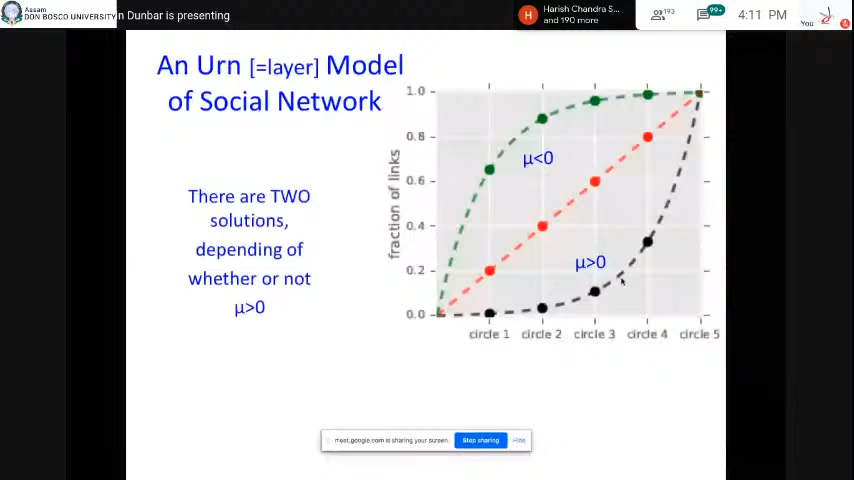 Assam
DON BOSCO UNIVERSITY
n Dunbar is presenting
H
Harish Chandra S...
and 190 more
193
99+
4:11 PM
You
An Urn [=layer] Model
of Social Network
There are TWO
solutions,
depending of
whether or not
μ>0
fraction of links
1.0
0.8
0.6
0.4
0.2
0.0
μ<0
μ>0
circle 1
circle 2
circle 3
circle 4
circle 5
meet.google.com is sharing your screen.
Stop sharing
Hide